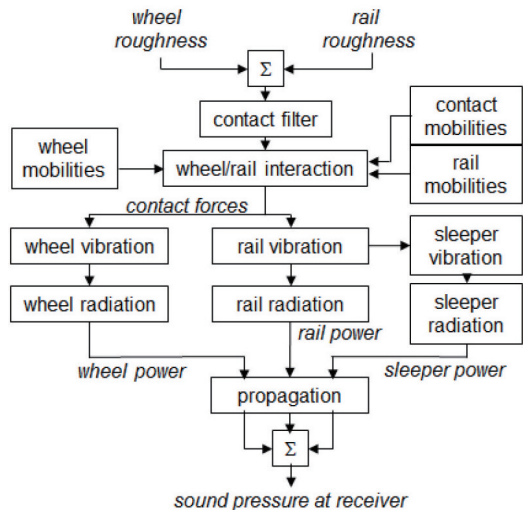 wheel
roughness
rail
roughness
Σ
contact filter
contact
mobilities
wheel
mobilities
wheel/rail interaction
rail
mobilities
contact forces
wheel vibration
rail vibration
sleeper
vibration
wheel radiation
rail radiation
sleeper
radiation
rail power
wheel power
sleeper power
propagation
Σ
sound pressure at receiver